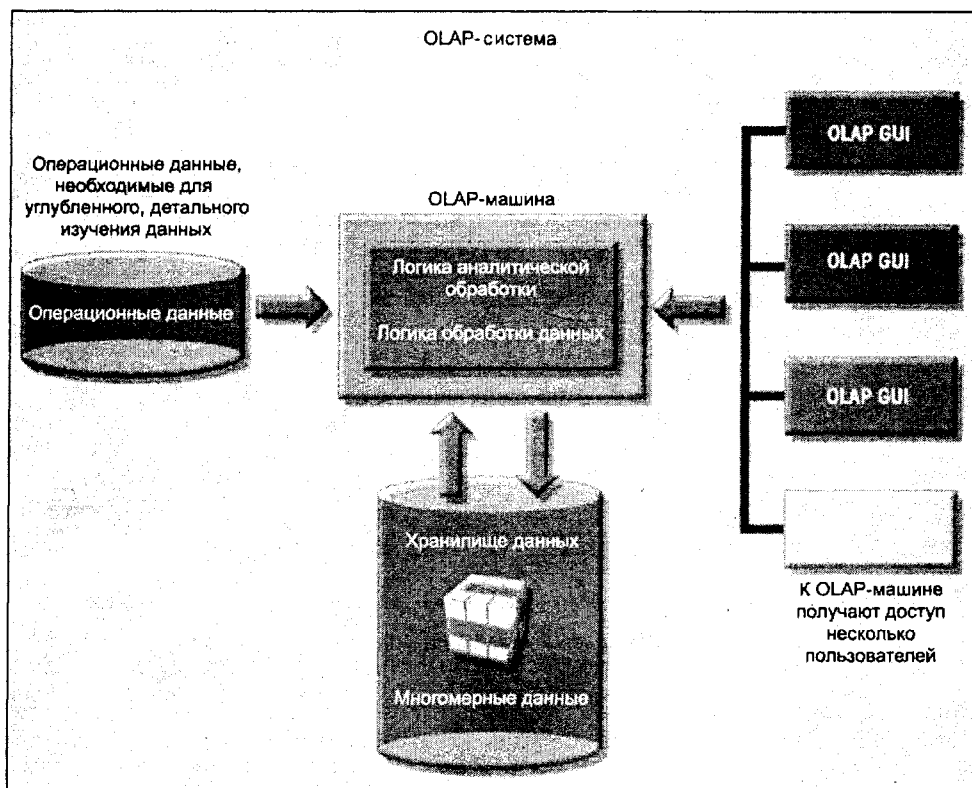 OLAP-система
Операционные данные,
необходимые для
углубленного, детального
изучения данных
Операционные данные
OLAP-машина
Логика аналитической
обработки
Логика обработки данных
Хранилище данных
Многомерные данные
OLAP GUI
OLAP GUI
OLAP GUI
К OLAP-машине
получают доступ
несколько
пользователей